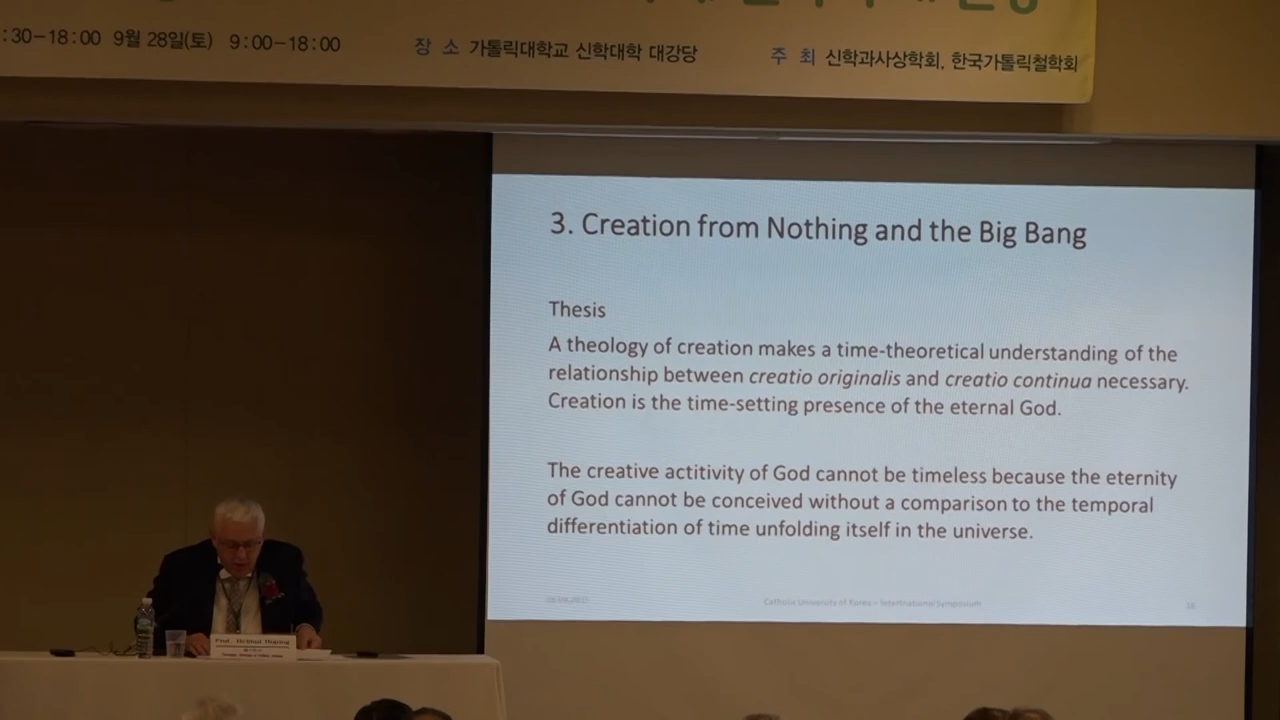 :30-18:00 9월 28일(토) 9:00-18:00 장 소 가톨릭대학교 신학대학 대강당 주 최 신학과사상학회, 한국가톨릭철학회
3. Creation from Nothing and the Big Bang
Thesis
A theology of creation makes a time-theoretical understanding of the
relationship between creatio originalis and creatio continua necessary.
Creation is the time-setting presence of the eternal God.
The creative actitivity of God cannot be timeless because the eternity
of God cannot be conceived without a comparison to the temporal
differentiation of time unfolding itself in the universe.
Catholic University of Korea – International Symposium
Prof.